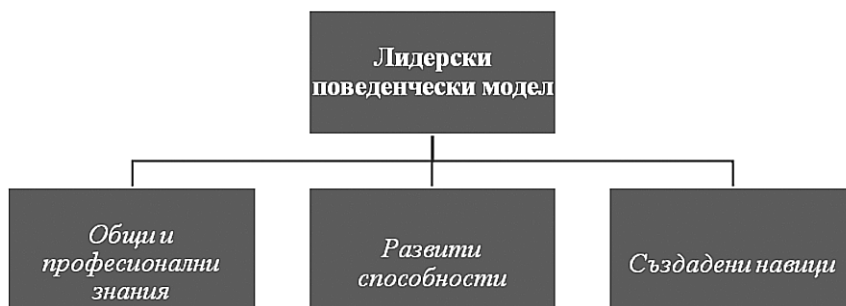 Лидерски
поведенчески модел
Общи и
професионални
знания
Развити
способности
Създадени навици